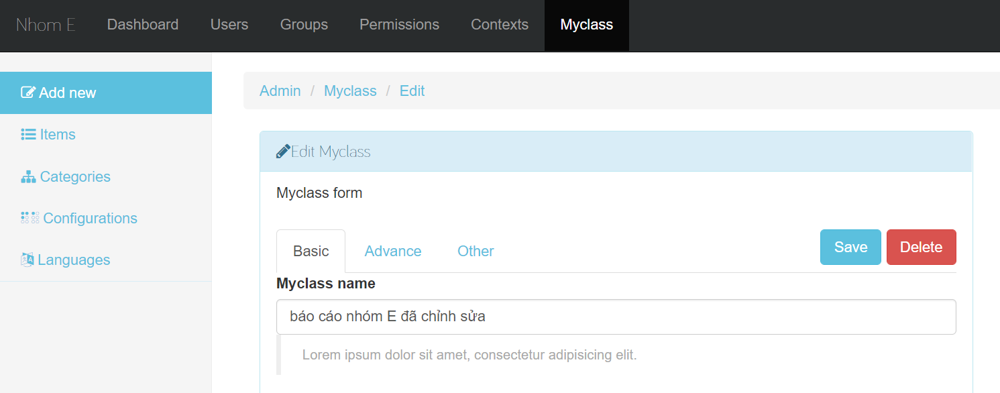 Nhom E Dashboard Users Groups Permissions Contexts Myclass
Add new
Items
Categories
Configurations
Languages
Admin / Myclass / Edit
Edit Myclass
Myclass form
Basic Advance Other Save Delete
Myclass name
báo cáo nhóm E đã chỉnh sửa
Lorem ipsum dolor sit amet, consectetur adipisicing elit.